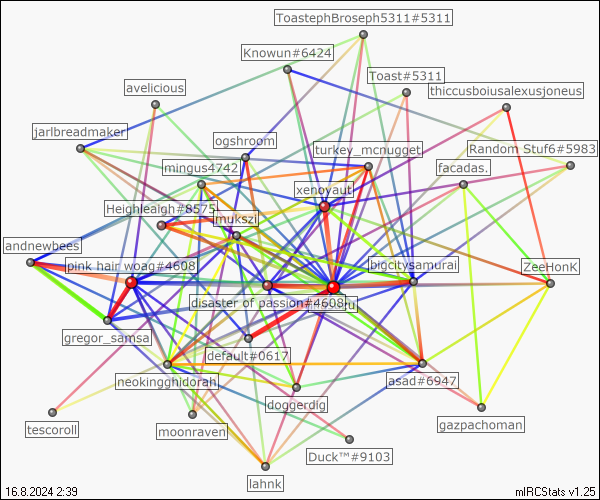 ToastephBroseph5311#5311
Knowun#6424
Toast#5311
avelicious
thiccusboiusalexusjoneus
jarlbreadmaker
ogshroom
turkey_mcnugget
Random Stuf6#5983
mingus4742
facadas.
xenoyaut
Heighleigh#8575
mukszi
andnewbees
pink hair woag#4608
bigcitysamurai
ZeeHonK
disaster of passion#4608
gregor_samsa
default#0617
neokingghidorah
asad#6947
doggerdig
gazpachoman
tescoroll
moonraven
Duck™#9103
lahnk
16.8.2024 2:39
mIRCStats v1.25